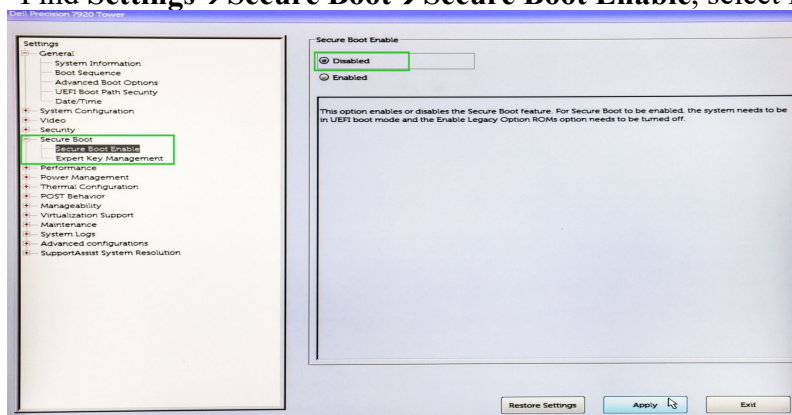 Find Settings → Secure Boot → Secure Boot Enable, select
Dell Precision 7920 Tower
Settings
General
System Information
Boot Sequence
Advanced Boot Options
UEFI Boot Path Security
Date/Time
System Configuration
Video
Security
Secure Boot
Secure Boot Enable
Expert Key Management
Performance
Power Management
Thermal Configuration
POST Behavior
Manageability
Virtualization Support
Maintenance
System Logs
Advanced configurations
SupportAssist System Resolution
Secure Boot Enable
Disabled
Enabled
This option enables or disables the Secure Boot feature. For Secure Boot to be enabled, the system needs to be
in UEFI boot mode and the Enable Legacy Option ROMs option needs to be turned off.
Restore Settings
Apply
Exit